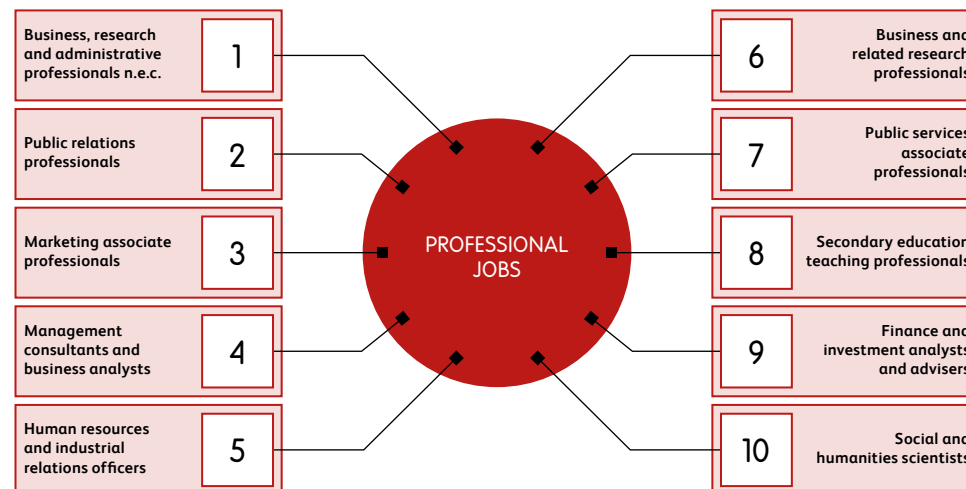 Business, research
and administrative
professionals n.e.c.
1
Public relations
professionals
2
Marketing associate
professionals
3
Management
consultants and
business analysts
4
Human resources
and industrial
relations officers
5
PROFESSIONAL
JOBS
6
Business and
related research
professionals
7
Public services
associate
professionals
8
Secondary education
teaching professionals
9
Finance and
investment analysts
and advisers
10
Social and
humanities scientists